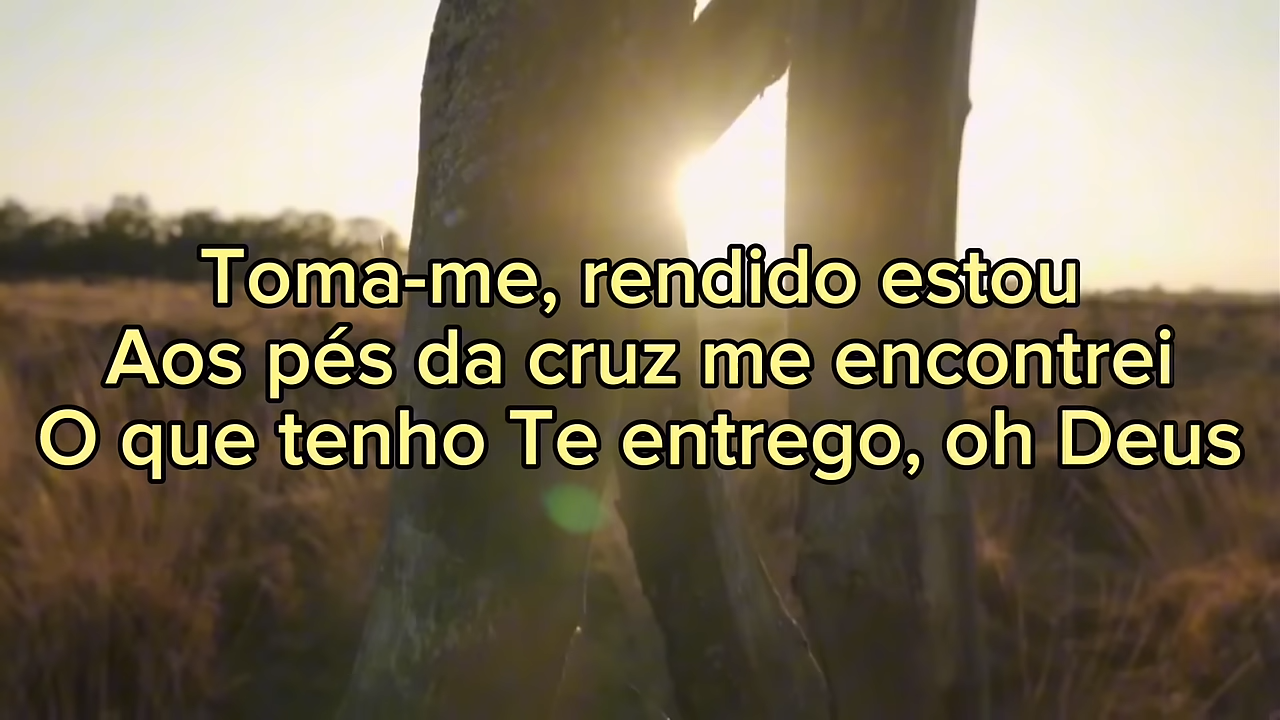 Toma-me, rendido estou
Aos pés da cruz me encontrei
O que tenho Te entrego, oh Deus